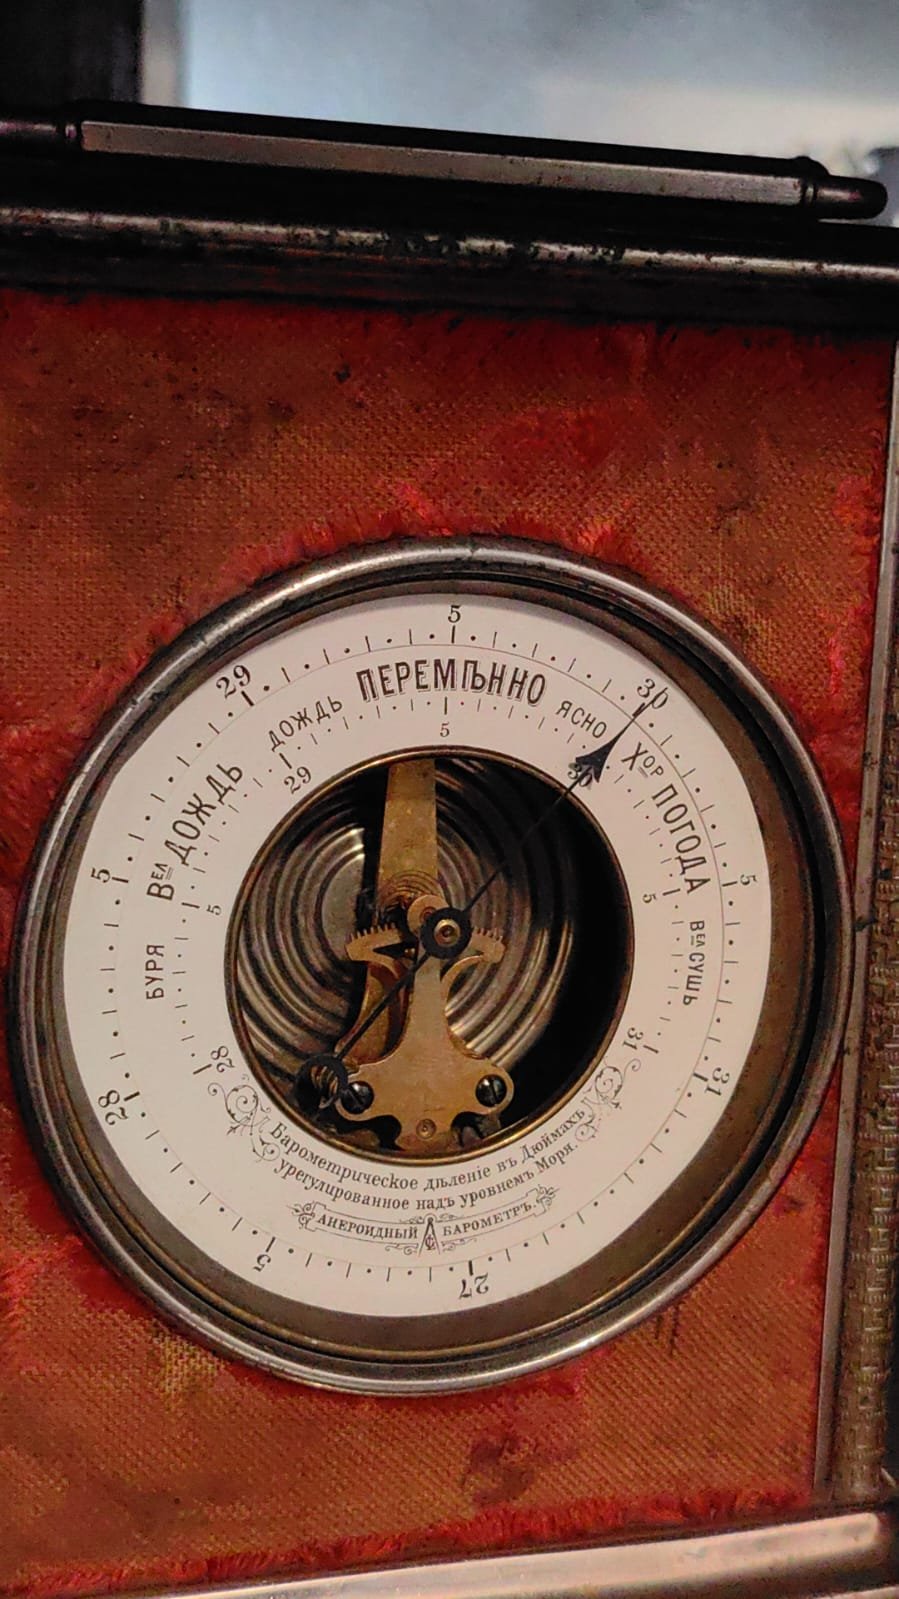 28 5 29 5 30 5 31
27 5
БУРЯ
ВЕЛ ДОЖДЬ
ДОЖДЬ
ПЕРЕМѢННО
ЯСНО
ХОР ПОГОДА
ВЕЛ СУШЬ
28 5 29 5 30 5 31
Барометрическое дѣленіе въ Дюймахъ
урегулированное надъ уровнемъ Моря.
АНЕРОИДНЫЙ БАРОМЕТРЪ.